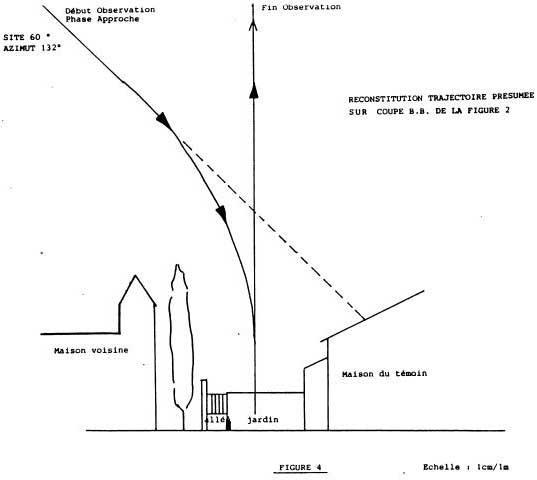 Début Observation
Phase Approche
Fin Observation
SITE 60 °
AZIMUT 132°
RECONSTITUTION TRAJECTOIRE PRESUMEE
SUR COUPE B.B. DE LA FIGURE 2
Maison voisine
Maison du témoin
allé jardin
FIGURE 4
Echelle : 1cm/1m